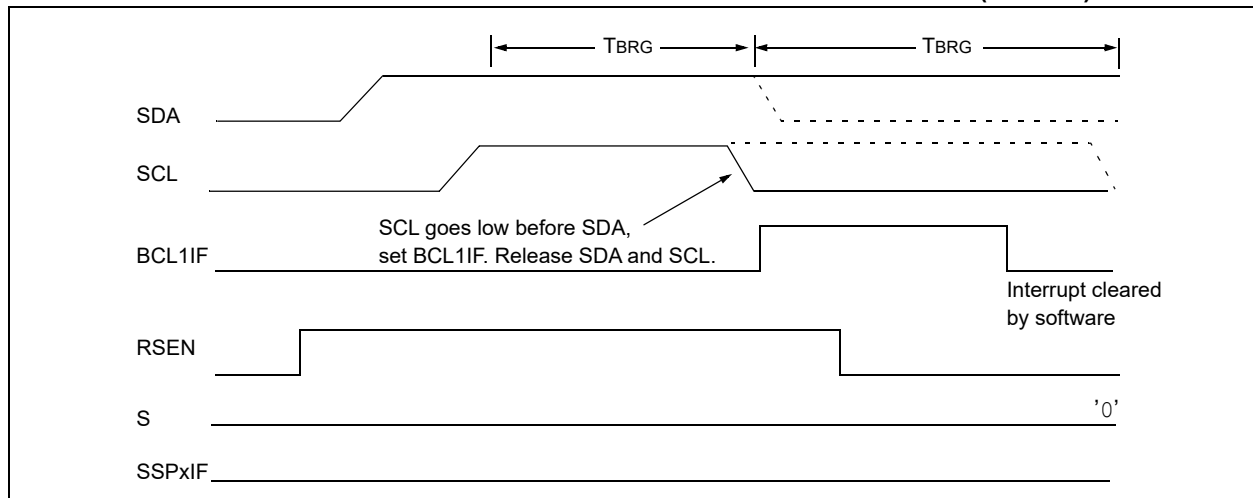 TBRG
TBRG
SDA
SCL
SCL goes low before SDA,
set BCL1IF. Release SDA and SCL.
BCL1IF
Interrupt cleared
by software
RSEN
S
'0'
SSPxIF